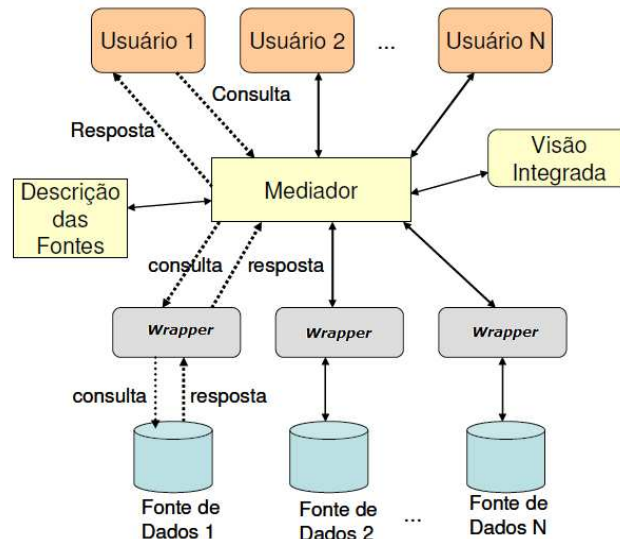 Usuário 1
Usuário 2
...
Usuário N
Consulta
Resposta
Visão
Integrada
Mediador
Descrição
das
Fontes
consulta
resposta
Wrapper
Wrapper
Wrapper
consulta
resposta
Fonte de
Dados 1
Fonte de
Dados 2
...
Fonte de
Dados N